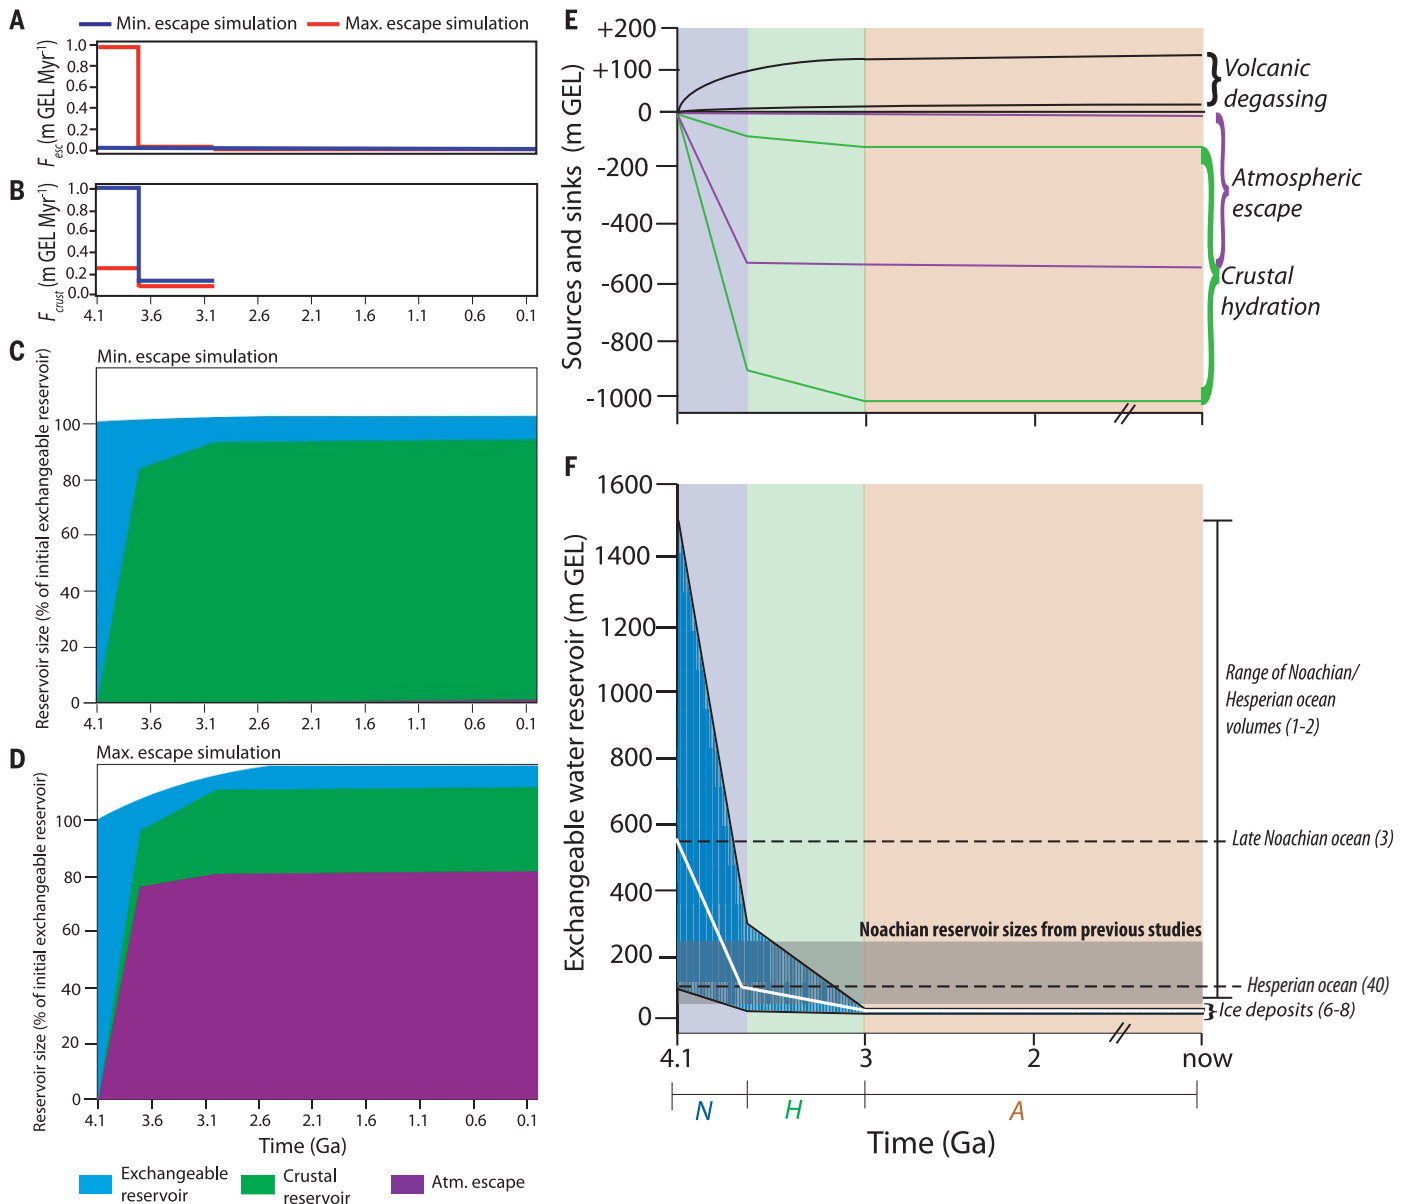 A
Min. escape simulation
Max. escape simulation
1.0
0.8
0.6
0.4
0.2
0.0
Fesc (m GEL Myr-1)
B
1.0
0.8
0.6
0.4
0.2
0.0
Fcrust (m GEL Myr-1)
4.1 3.6 3.1 2.6 2.1 1.6 1.1 0.6 0.1
C
Min. escape simulation
100
80
60
40
20
0
Reservoir size (% of initial exchangeable reservoir)
4.1 3.6 3.1 2.6 2.1 1.6 1.1 0.6 0.1
D
Max. escape simulation
100
80
60
40
20
0
Reservoir size (% of initial exchangeable reservoir)
4.1 3.6 3.1 2.6 2.1 1.6 1.1 0.6 0.1
Time (Ga)
Exchangeable
reservoir
Crustal
reservoir
Atm. escape
E
+200
+100
0
-200
-400
-600
-800
-1000
Sources and sinks (m GEL)
Volcanic
degassing
Atmospheric
escape
Crustal
hydration
F
1600
1400
1200
1000
800
600
400
200
0
Exchangeable water reservoir (m GEL)
Range of Noachian/
Hesperian ocean
volumes (1-2)
Late Noachian ocean (3)
Noachian reservoir sizes from previous studies
Hesperian ocean (40)
Ice deposits (6-8)
4.1 3 2 now
N H A
Time (Ga)